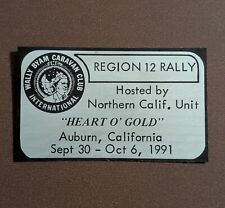 WALLY BYAM CARAVAN CLUB
INC.
INTERNATIONAL
REGION 12 RALLY
Hosted by
Northern Calif. Unit
"HEART O' GOLD"
Auburn, California
Sept 30 - Oct 6, 1991